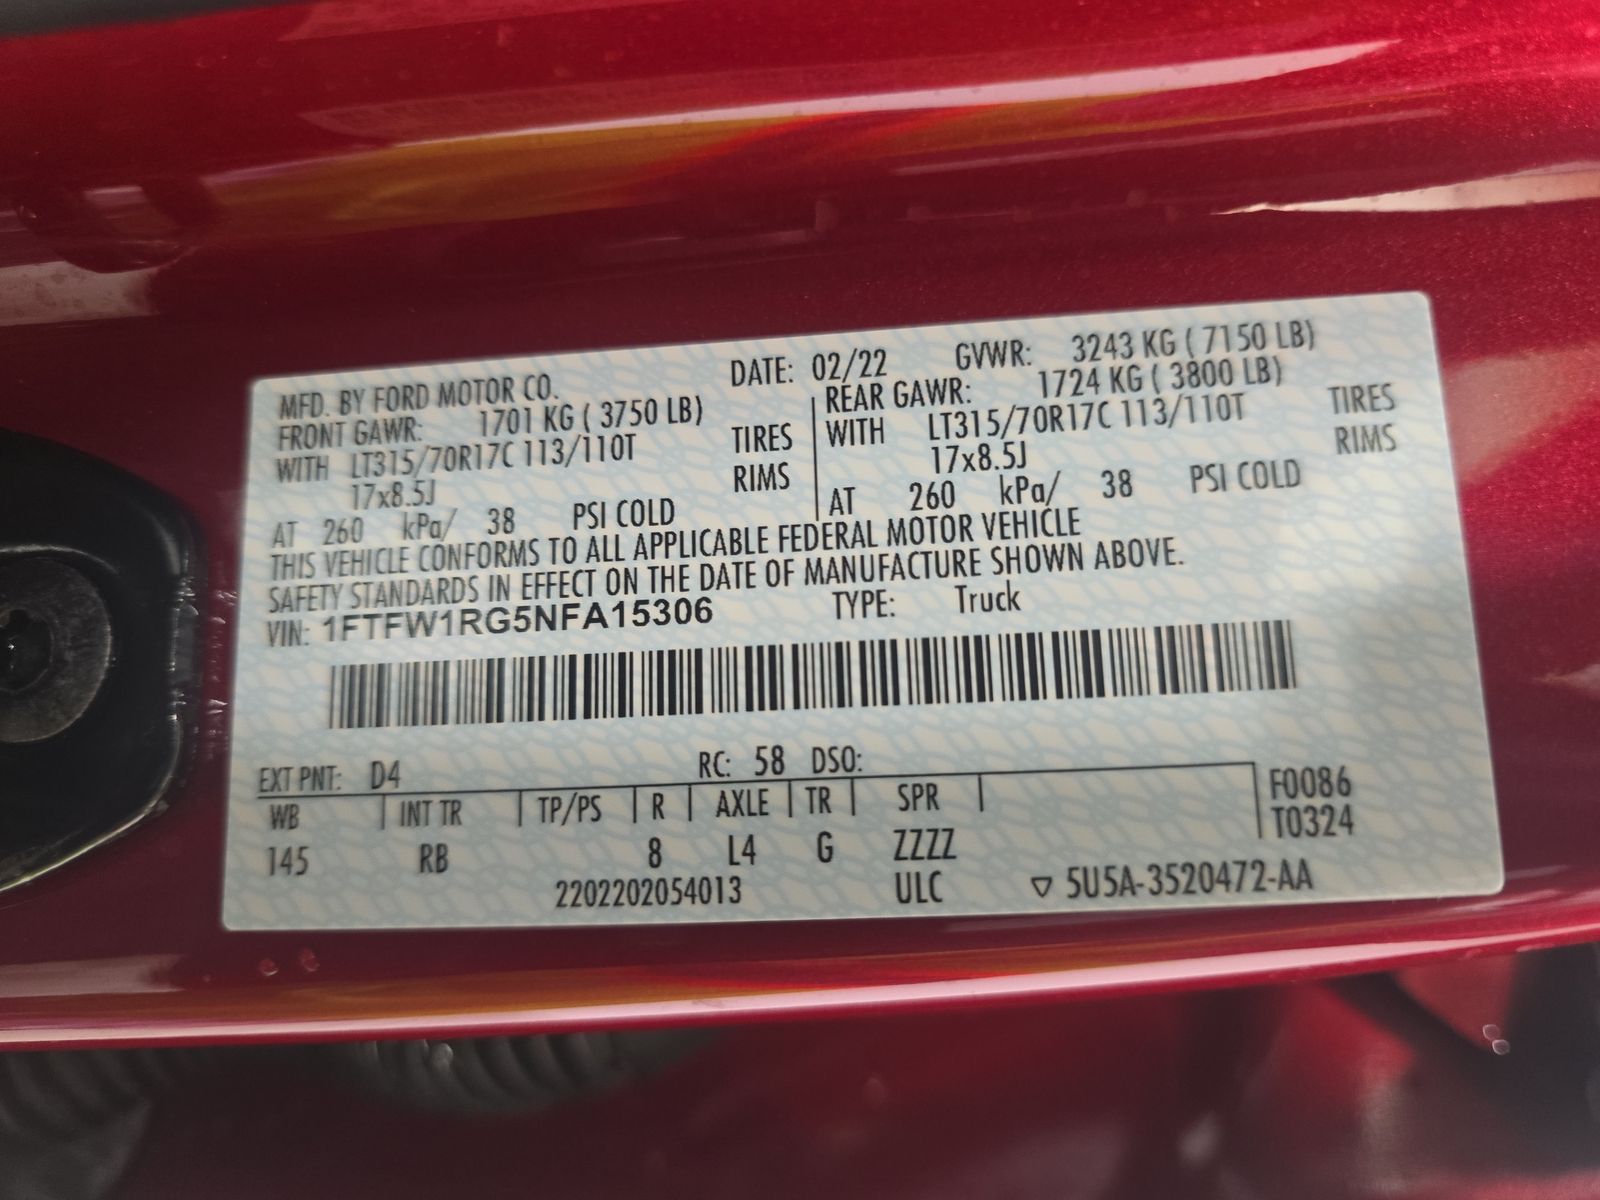 MFD. BY FORD MOTOR CO. DATE: 02/22 GVWR: 3243 KG ( 7150 LB)
FRONT GAWR: 1701 KG ( 3750 LB) REAR GAWR: 1724 KG ( 3800 LB)
WITH LT315/70R17C 113/110T TIRES WITH LT315/70R17C 113/110T TIRES
17x8.5J RIMS 17x8.5J RIMS
AT 260 kPa/ 38 PSI COLD AT 260 kPa/ 38 PSI COLD
THIS VEHICLE CONFORMS TO ALL APPLICABLE FEDERAL MOTOR VEHICLE
SAFETY STANDARDS IN EFFECT ON THE DATE OF MANUFACTURE SHOWN ABOVE.
VIN: 1FTFW1RG5NFA15306 TYPE: Truck
EXT PNT: D4 RC: 58 DSO:
WB INT TR TP/PS R AXLE TR SPR F0086
T0324
145 RB 8 L4 G ZZZZ
2202202054013 ULC ▽ 5U5A-3520472-AA